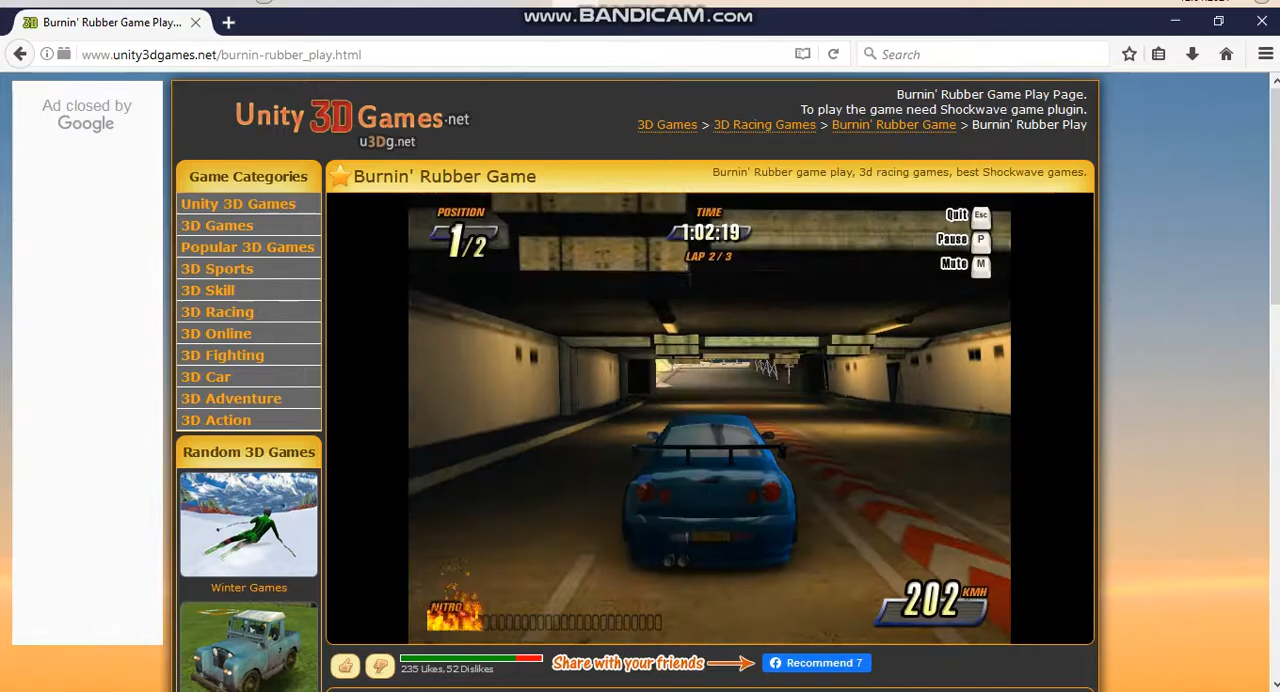 www.BANDICAM.com
3D Burnin' Rubber Game Play...
www.unity3dgames.net/burnin-rubber_play.html
Search
Ad closed by
Google
Unity 3D Games.net
u3Dg.net
Burnin' Rubber Game Play Page.
To play the game need Shockwave game plugin.
3D Games > 3D Racing Games > Burnin' Rubber Game > Burnin' Rubber Play
Game Categories
Unity 3D Games
3D Games
Popular 3D Games
3D Sports
3D Skill
3D Racing
3D Online
3D Fighting
3D Car
3D Adventure
3D Action
Random 3D Games
Winter Games
Burnin' Rubber Game
Burnin' Rubber game play, 3d racing games, best Shockwave games.
POSITION
1/2
TIME
1:02:19
LAP 2/3
Quit Esc
Pause P
Mute M
NITRO
202 KMH
235 Likes, 52 Dislikes
Share with your friends
Recommend 7